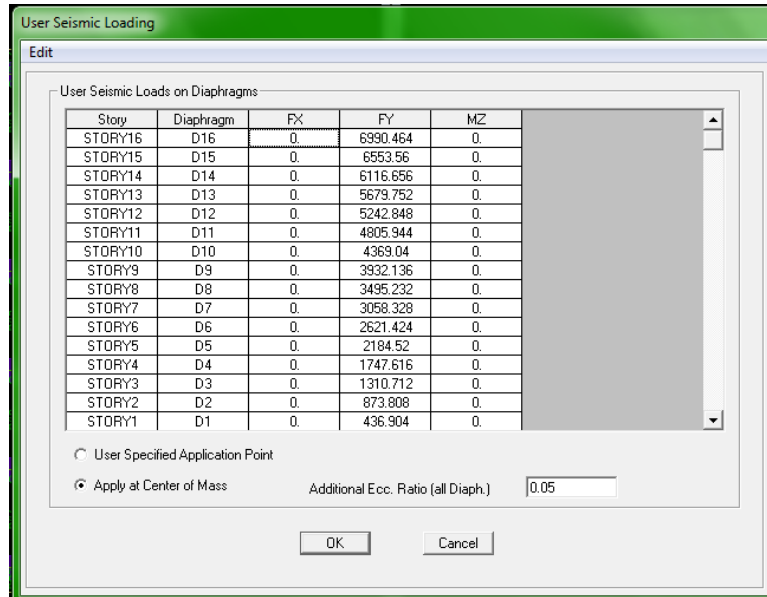 User Seismic Loading
Edit
User Seismic Loads on Diaphragms
Story Diaphragm FX FY MZ
STORY16 D16 0. 6990.464 0.
STORY15 D15 0. 6553.56 0.
STORY14 D14 0. 6116.656 0.
STORY13 D13 0. 5679.752 0.
STORY12 D12 0. 5242.848 0.
STORY11 D11 0. 4805.944 0.
STORY10 D10 0. 4369.04 0.
STORY9 D9 0. 3932.136 0.
STORY8 D8 0. 3495.232 0.
STORY7 D7 0. 3058.328 0.
STORY6 D6 0. 2621.424 0.
STORY5 D5 0. 2184.52 0.
STORY4 D4 0. 1747.616 0.
STORY3 D3 0. 1310.712 0.
STORY2 D2 0. 873.808 0.
STORY1 D1 0. 436.904 0.
User Specified Application Point
Apply at Center of Mass Additional Ecc. Ratio (all Diaph.) 0.05
OK Cancel